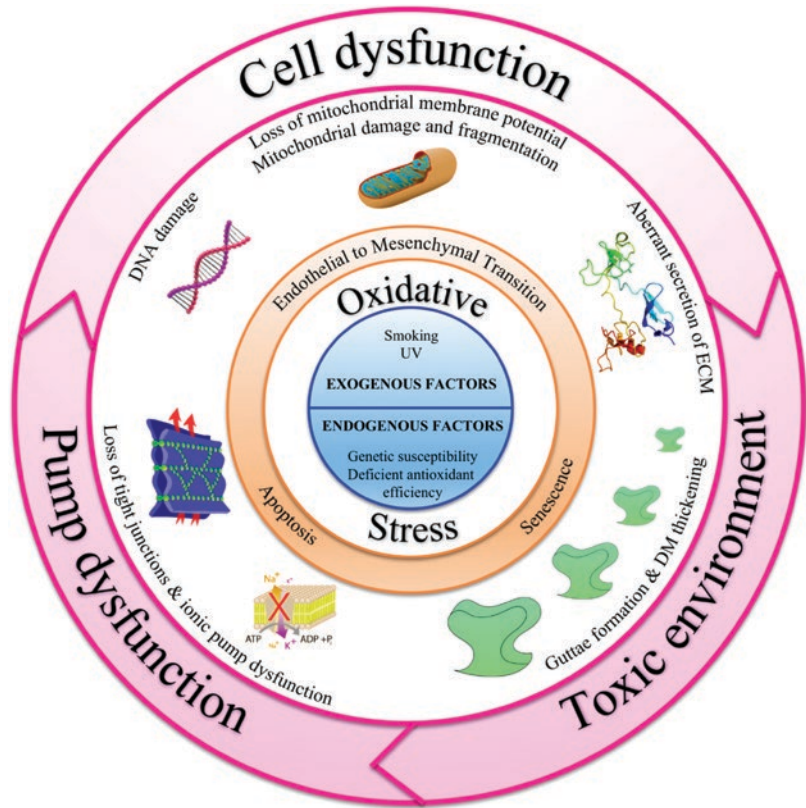 Cell dysfunction
Loss of mitochondrial membrane potential
Mitochondrial damage and fragmentation
DNA damage
Aberrant secretion of ECM
Endothelial to Mesenchymal Transition
Oxidative
Smoking
UV
EXOGENOUS FACTORS
ENDOGENOUS FACTORS
Genetic susceptibility
Deficient antioxidant
efficiency
Stress
Apoptosis
Senescence
Loss of tight junctions & ionic pump dysfunction
Guttae formation & DM thickening
Na+
ATP
K+
ADP +Pi
Pump dysfunction
Toxic environment